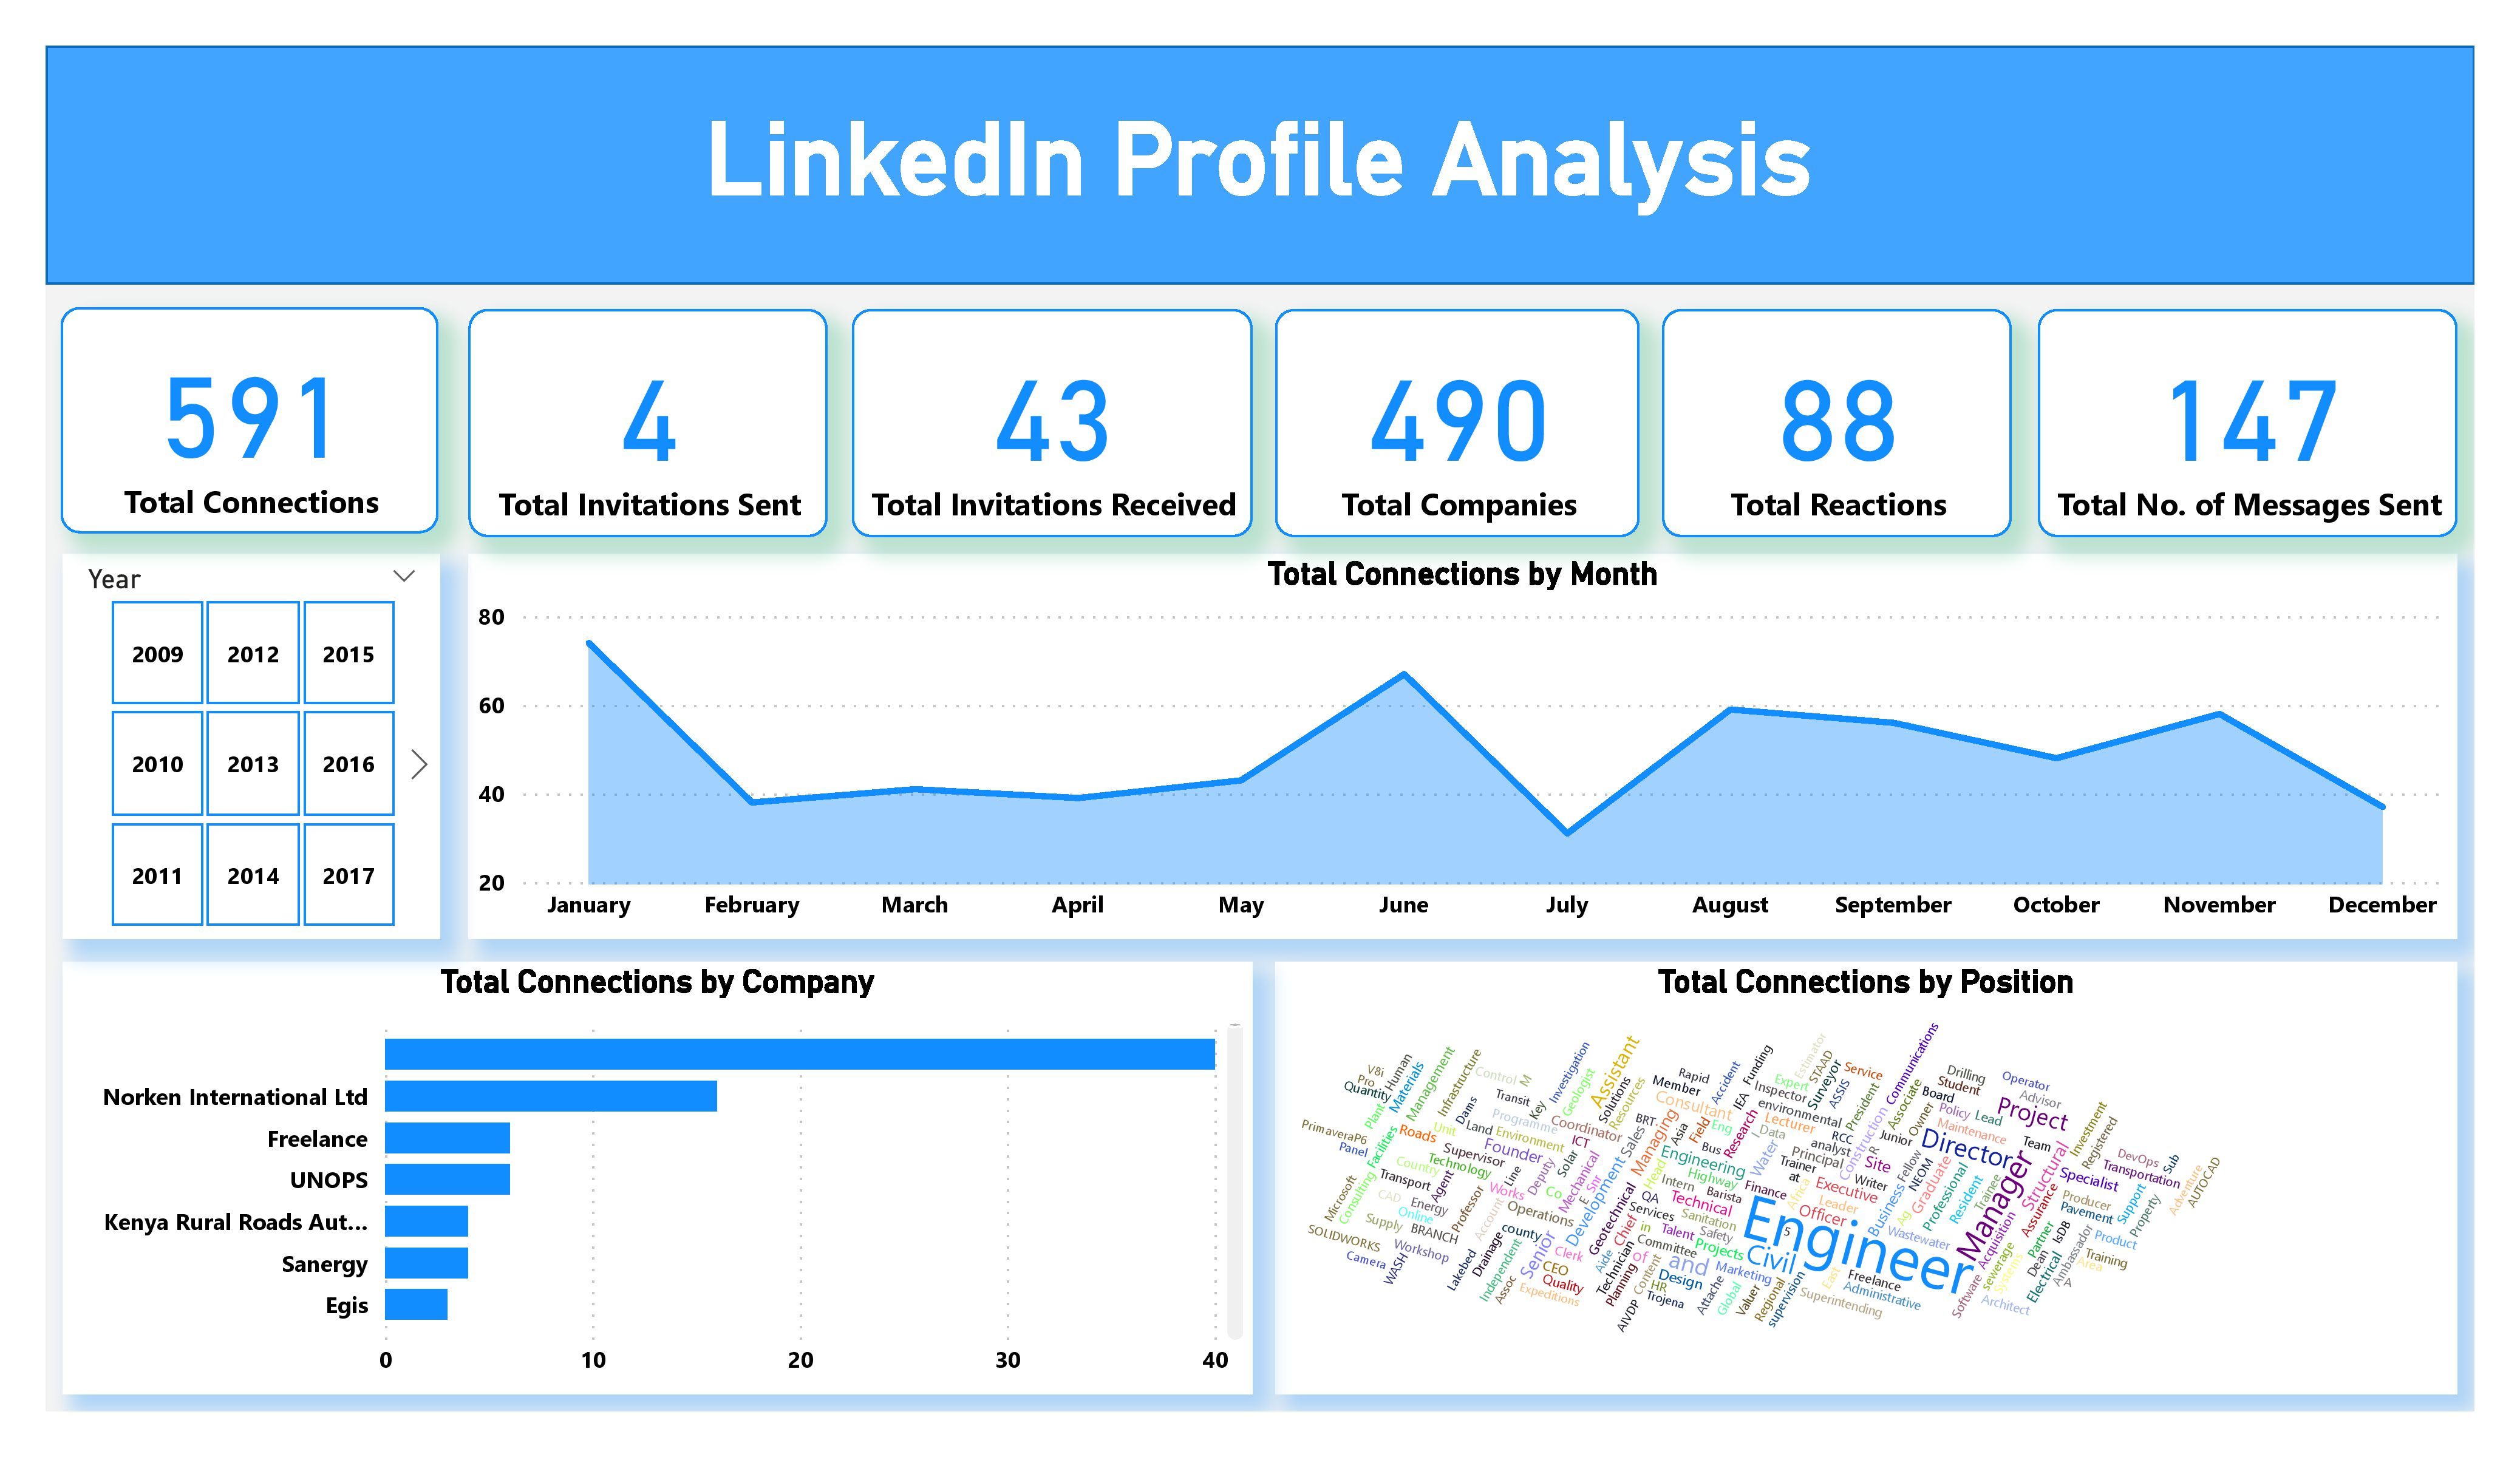 LinkedIn Profile Analysis
591
Total Connections
4
Total Invitations Sent
43
Total Invitations Received
490
Total Companies
88
Total Reactions
147
Total No. of Messages Sent
Year
2009 2012 2015
2010 2013 2016
2011 2014 2017
Total Connections by Month
80
60
40
20
January February March April May June July August September October November December
Total Connections by Company
Norken International Ltd
Freelance
UNOPS
Kenya Rural Roads Aut...
Sanergy
Egis
0 10 20 30 40
Total Connections by Position
V8i
Pro
Human
Quantity
Materials
Plant
Management
Infrastructure
Control
M
Investigation
Geologist
Assistant
Solutions
Resources
Rapid
Member
Accident
Funding
Estimator
STAAD
Expert
Surveyor
Service
Communications
Drilling
Student
Operator
Advisor
PrimaveraP6
Panel
Facilities
Roads
Unit
Dams
Land
Transit
Programme
Key
Environment
Coordinator
ICT
BRT.
Consultant
IEA
Inspector
environmental
ASSIS
President
Associate
Board
Owner
Policy
Lead
Project
Investment
Registered
Country
Technology
Supervisor
Founder
Deputy
Solar
Sales
Managing
Asia
Field
Eng
Bus
Research
Data
Lecturer
analyst
RCC
Junior
Construction
R
Maintenance
Director
Team
DevOps
Sub
Microsoft
Consulting
Transport
CAD
Agent
Energy
Online
Professor
Works
Line
Co
E
Snr
Mechanical
Development
Engineering
Head
Highway
Intern
Barista
Water
Trainer
at
Principal
Site
Writer
Fellow
NEOM
Graduate
Professional
Structural
Specialist
Transportation
Adventure
AUTOCAD
SOLIDWORKS
Supply
BRANCH
Account
Operations
county
Geotechnical
QA
Services
Technical
Finance
Africa
Executive
Leader
Officer
Business
Ag
Resident
Trainee
Manager
Assurance
Producer
Pavement
Support
Property
Camera
Workshop
WASH
Lakebed
Drainage
Independent
Senior
Clerk
Chief
in
Talent
Sanitation
Safety
Engineer
5
Wastewater
Acquisition
Partner
IsDB
Ambassador
Product
Assoc
CEO
Quality
Expeditions
Aide
Technician
of
Committee
Projects
Civil
sewerage
Systems
Dean
Electrical
Training
Area
A
Planning
Content
HR
and
Design
Marketing
East
Freelance
Administrative
Software
Architect
AIVDP
Trojena
Attache
Global
Valuer
Regional
supervision
Superintending